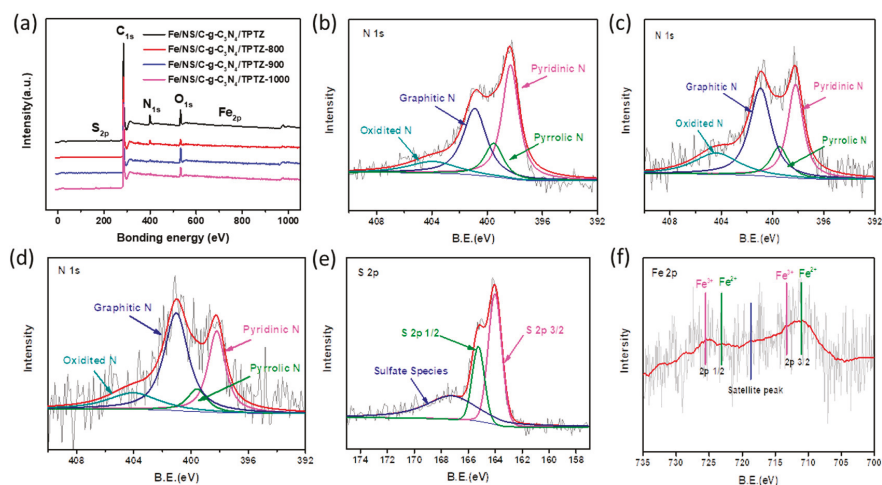 (a)
Fe/NS/C-g-C₃N₄/TPTZ
Fe/NS/C-g-C₃N₄/TPTZ-800
Fe/NS/C-g-C₃N₄/TPTZ-900
Fe/NS/C-g-C₃N₄/TPTZ-1000
C1s
S2p
N1s
O1s
Fe2p
Intensity(a.u.)
0 200 400 600 800 1000
Bonding energy (eV)
(b)
N 1s
Pyridinic N
Graphitic N
Oxidited N
Pyrrolic N
Intensity
408 404 400 396 392
B.E.(eV)
(c)
N 1s
Graphitic N
Pyridinic N
Oxidited N
Pyrrolic N
Intensity
408 404 400 396 392
B.E.(eV)
(d)
N 1s
Graphitic N
Pyridinic N
Oxidited N
Pyrrolic N
Intensity
408 404 400 396 392
B.E.(eV)
(e)
S 2p
S 2p 1/2
S 2p 3/2
Sulfate Species
Intensity
174 172 170 168 166 164 162 160 158
B.E.(eV)
(f)
Fe 2p
Fe³⁺ Fe²⁺ Fe³⁺ Fe²⁺
2p 1/2 2p 3/2
Satellite peak
Intensity
735 730 725 720 715 710 705 700
B.E.(eV)